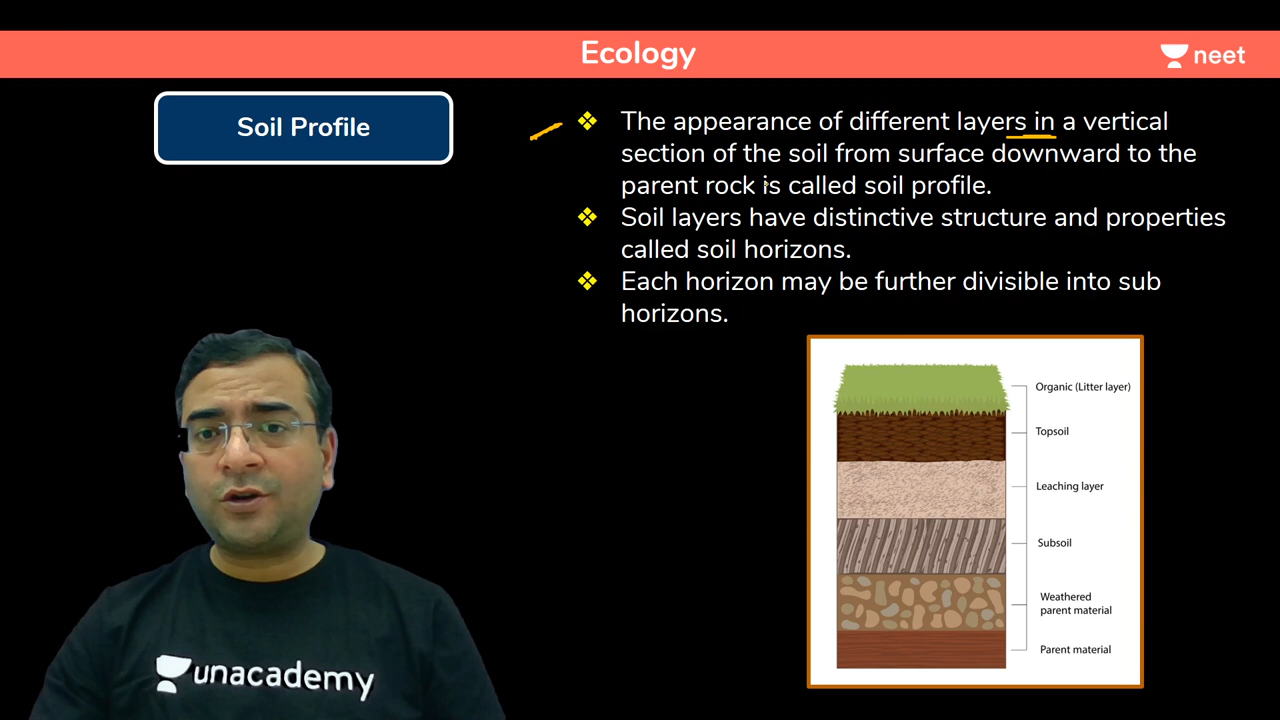 Ecology
neet
Soil Profile
❖ The appearance of different layers in a vertical
section of the soil from surface downward to the
parent rock is called soil profile.
❖ Soil layers have distinctive structure and properties
called soil horizons.
❖ Each horizon may be further divisible into sub
horizons.
Organic (Litter layer)
Topsoil
Leaching layer
Subsoil
Weathered
parent material
Parent material
unacademy